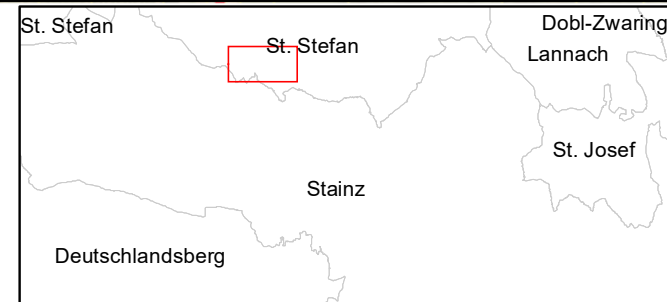 St. Stefan
Dobl-Zwaring
St. Stefan
Lannach
St. Josef
Stainz
Deutschlandsberg